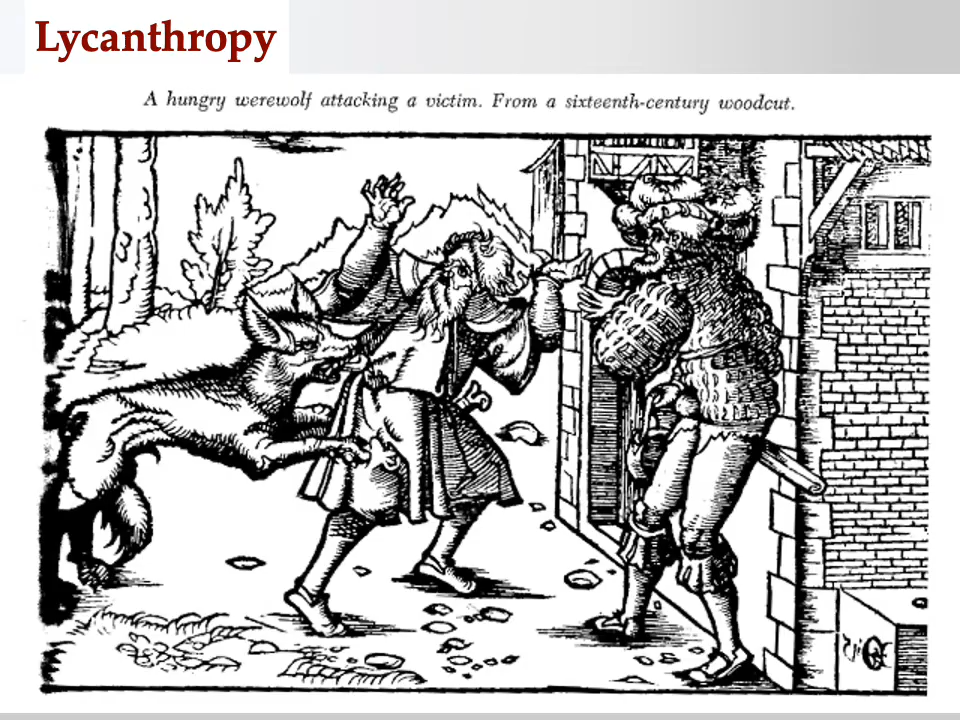 Lycanthropy
A hungry werewolf attacking a victim. From a sixteenth-century woodcut.